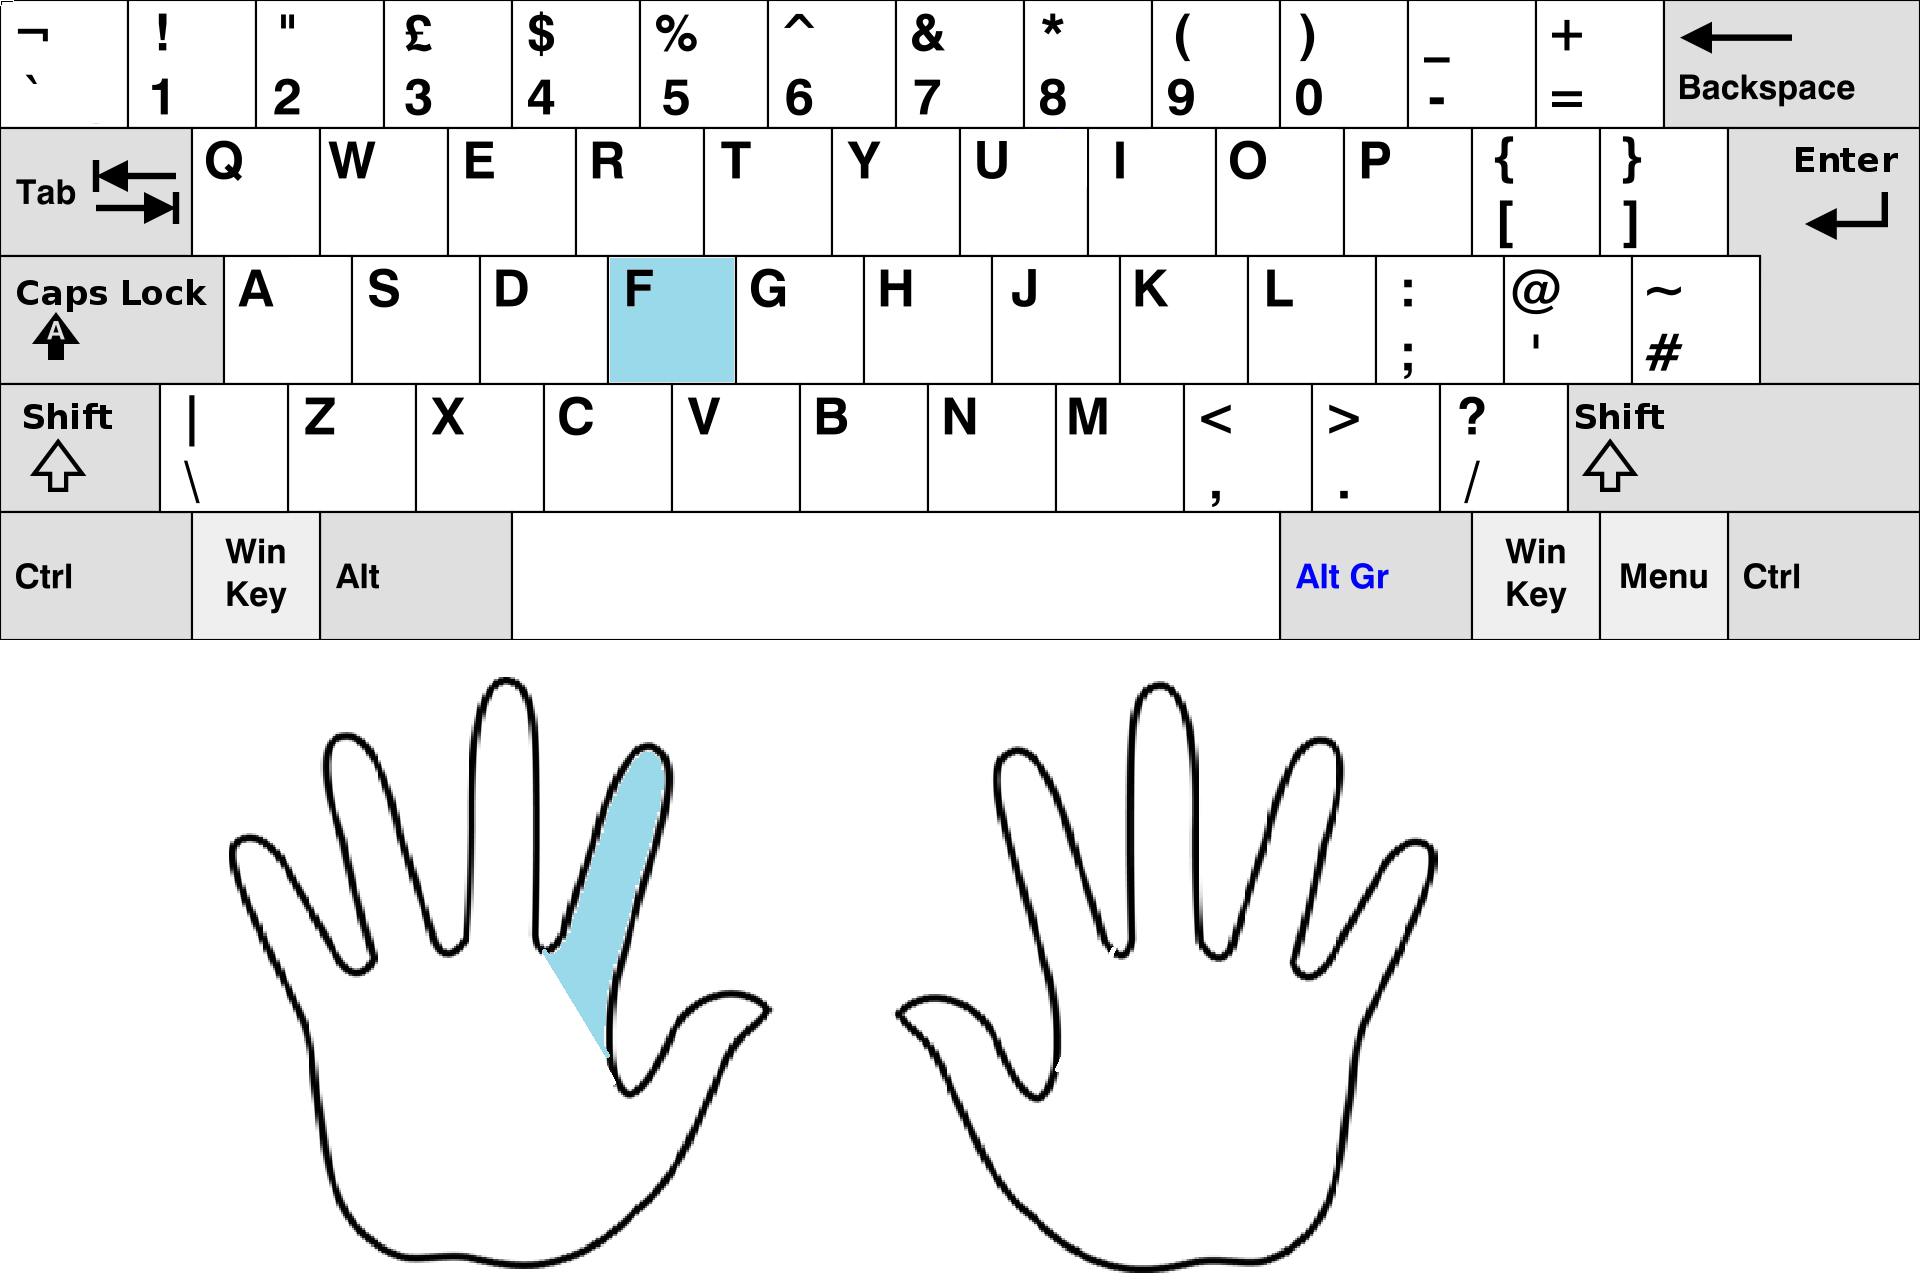 ¬ ! " £ $ % ^ & * ( ) _ +
` 1 2 3 4 5 6 7 8 9 0 - = Backspace
Tab Q W E R T Y U I O P { } Enter
[ ]
Caps Lock A S D F G H J K L : @ ~
A ; ' #
Shift | Z X C V B N M < > ? Shift
\ , . /
Ctrl Win Key Alt Alt Gr Win Key Menu Ctrl